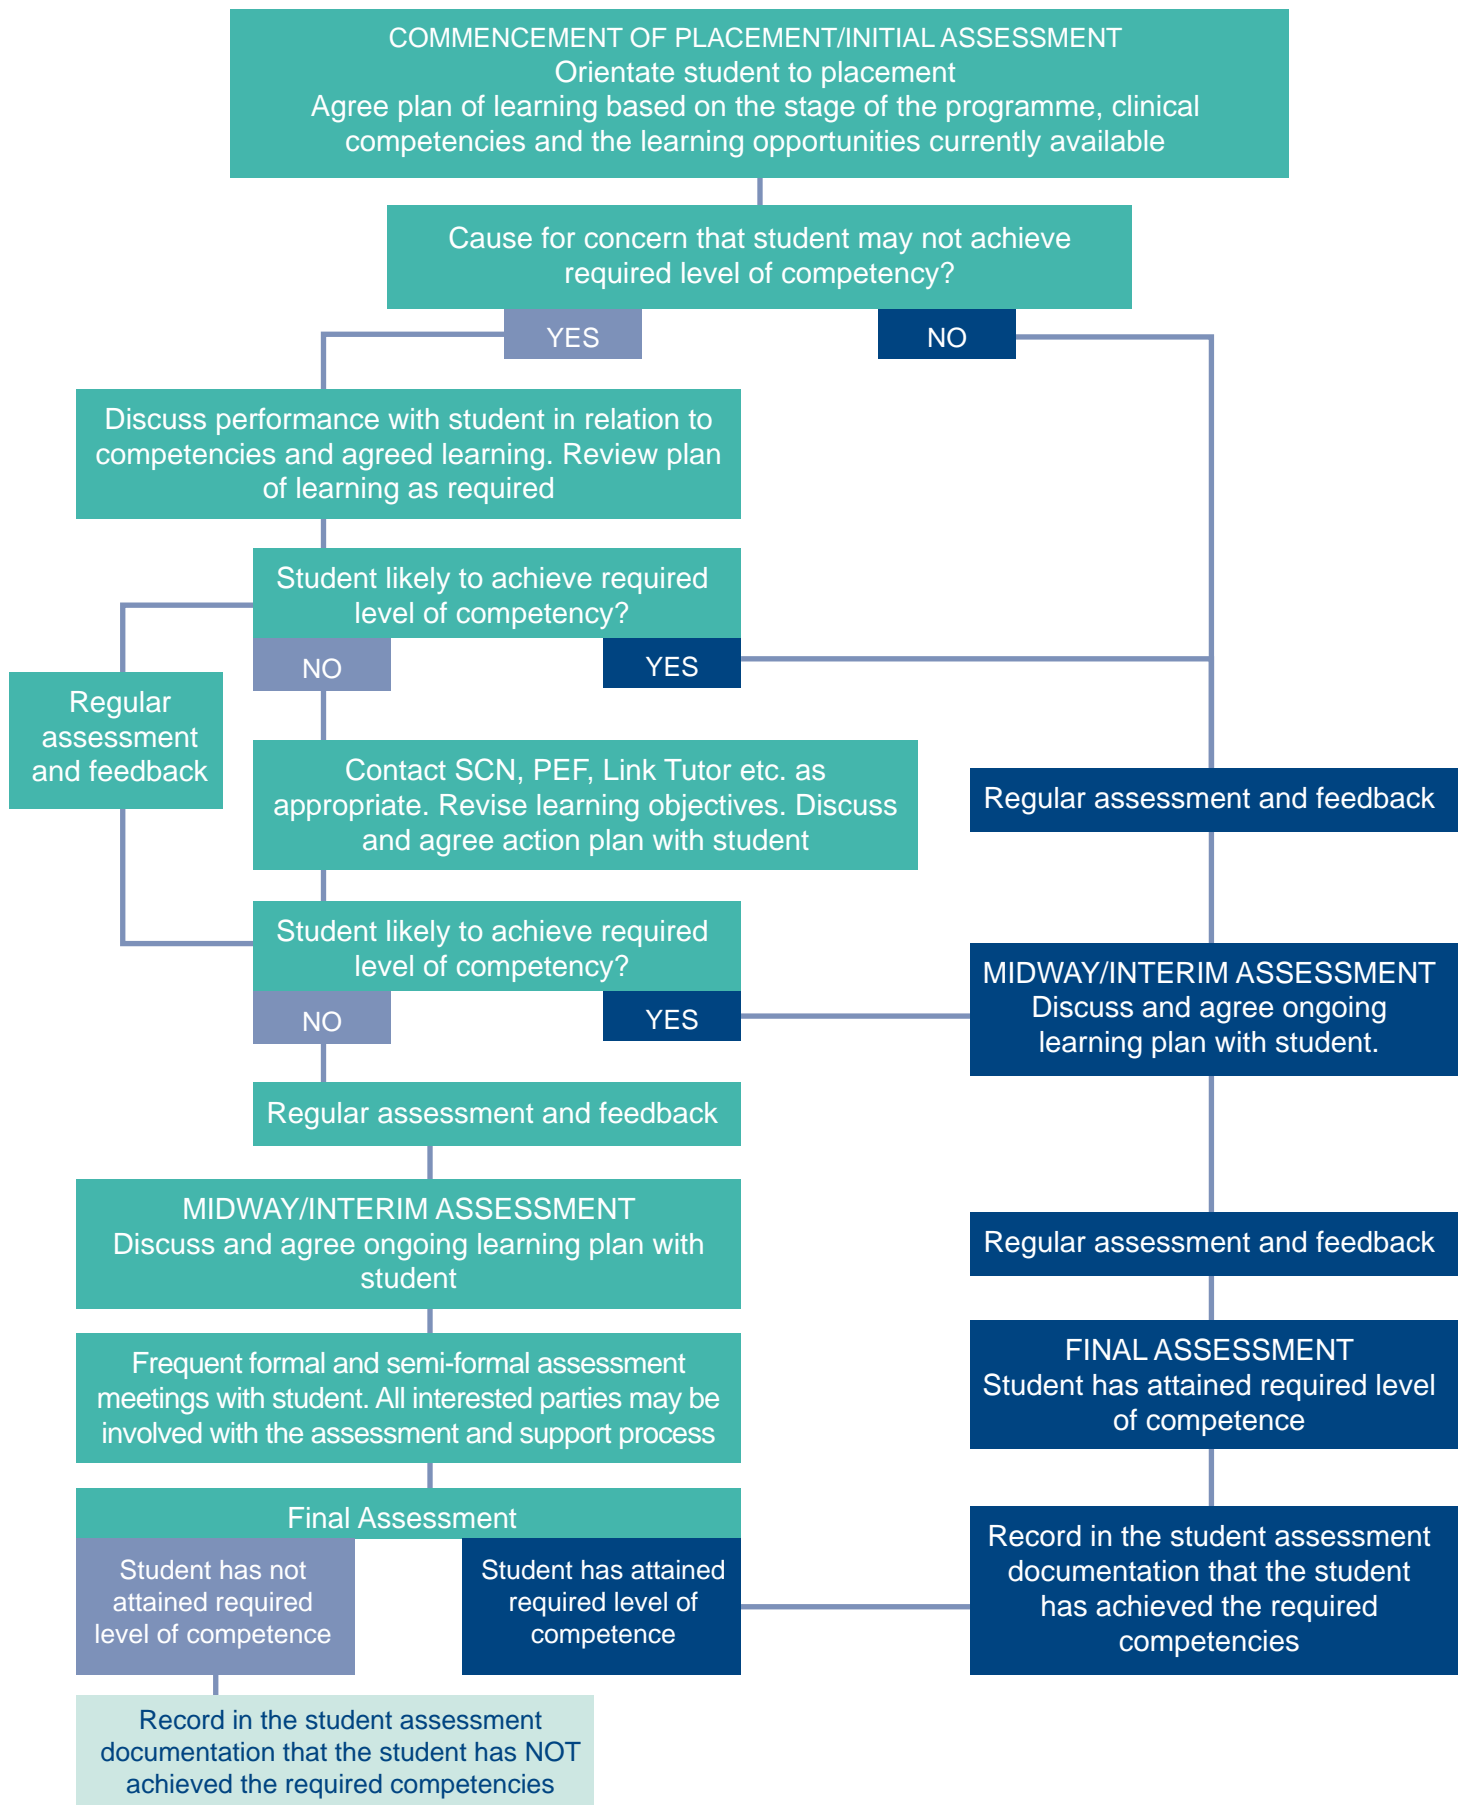 COMMENCEMENT OF PLACEMENT/INITIAL ASSESSMENT
Orientate student to placement
Agree plan of learning based on the stage of the programme, clinical
competencies and the learning opportunities currently available
Cause for concern that student may not achieve
required level of competency?
YES
NO
Discuss performance with student in relation to
competencies and agreed learning. Review plan
of learning as required
Student likely to achieve required
level of competency?
NO
YES
Regular
assessment
and feedback
Contact SCN, PEF, Link Tutor etc. as
appropriate. Revise learning objectives. Discuss
and agree action plan with student
Regular assessment and feedback
Student likely to achieve required
level of competency?
NO
YES
MIDWAY/INTERIM ASSESSMENT
Discuss and agree ongoing
learning plan with student.
Regular assessment and feedback
MIDWAY/INTERIM ASSESSMENT
Discuss and agree ongoing learning plan with
student
Regular assessment and feedback
Frequent formal and semi-formal assessment
meetings with student. All interested parties may be
involved with the assessment and support process
FINAL ASSESSMENT
Student has attained required level
of competence
Final Assessment
Student has not
attained required
level of competence
Student has attained
required level of
competence
Record in the student assessment
documentation that the student
has achieved the required
competencies
Record in the student assessment
documentation that the student has NOT
achieved the required competencies